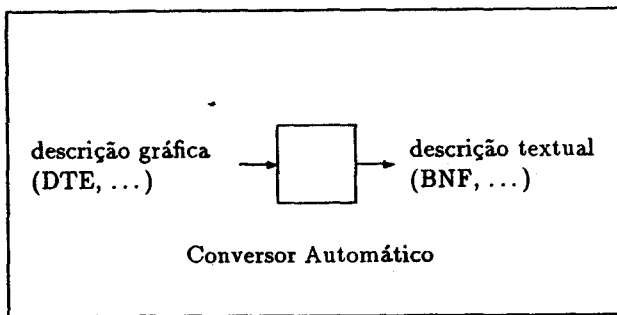 descrição gráfica
(DTE, ...)
descrição textual
(BNF, ...)
Conversor Automático